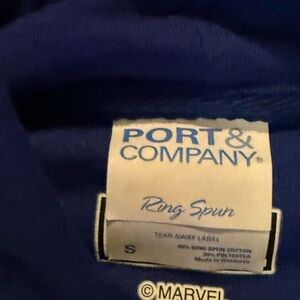 PORT&
COMPANY®
Ring Spun
TEAR AWAY LABEL
S
80% RING SPUN COTTON
20% POLYESTER
Made in Honduras
© MARVEL